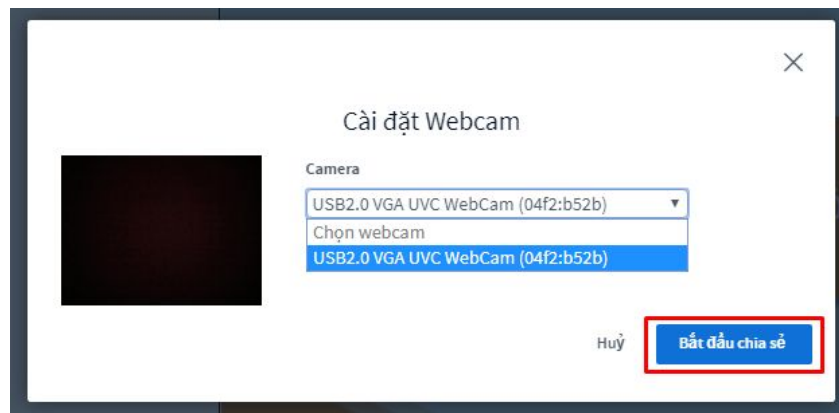 Cài đặt Webcam
Camera
USB2.0 VGA UVC WebCam (04f2:b52b)
Chọn webcam
USB2.0 VGA UVC WebCam (04f2:b52b)
Huỷ
Bắt đầu chia sẻ